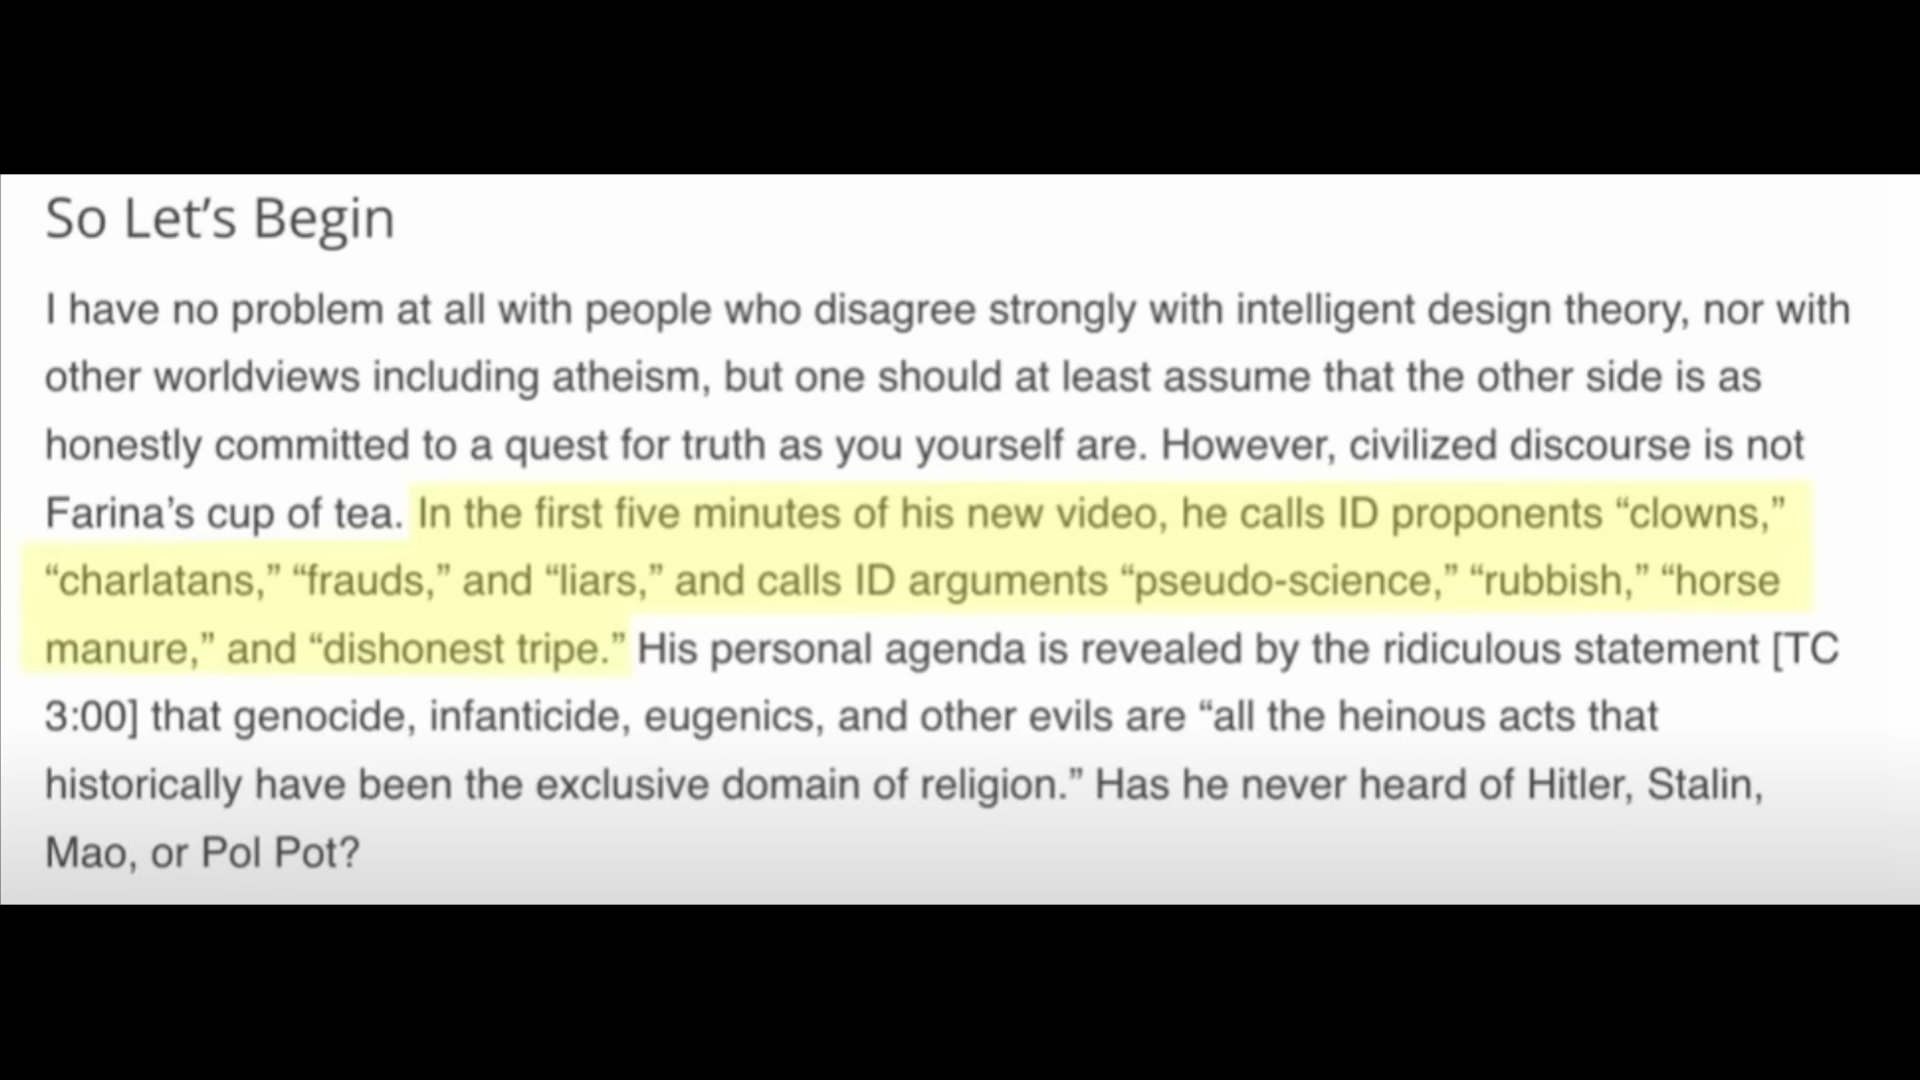 So Let’s Begin
I have no problem at all with people who disagree strongly with intelligent design theory, nor with
other worldviews including atheism, but one should at least assume that the other side is as
honestly committed to a quest for truth as you yourself are. However, civilized discourse is not
Farina’s cup of tea. In the first five minutes of his new video, he calls ID proponents “clowns,”
“charlatans,” “frauds,” and “liars,” and calls ID arguments “pseudo-science,” “rubbish,” “horse
manure,” and “dishonest tripe.” His personal agenda is revealed by the ridiculous statement [TC
3:00] that genocide, infanticide, eugenics, and other evils are “all the heinous acts that
historically have been the exclusive domain of religion.” Has he never heard of Hitler, Stalin,
Mao, or Pol Pot?